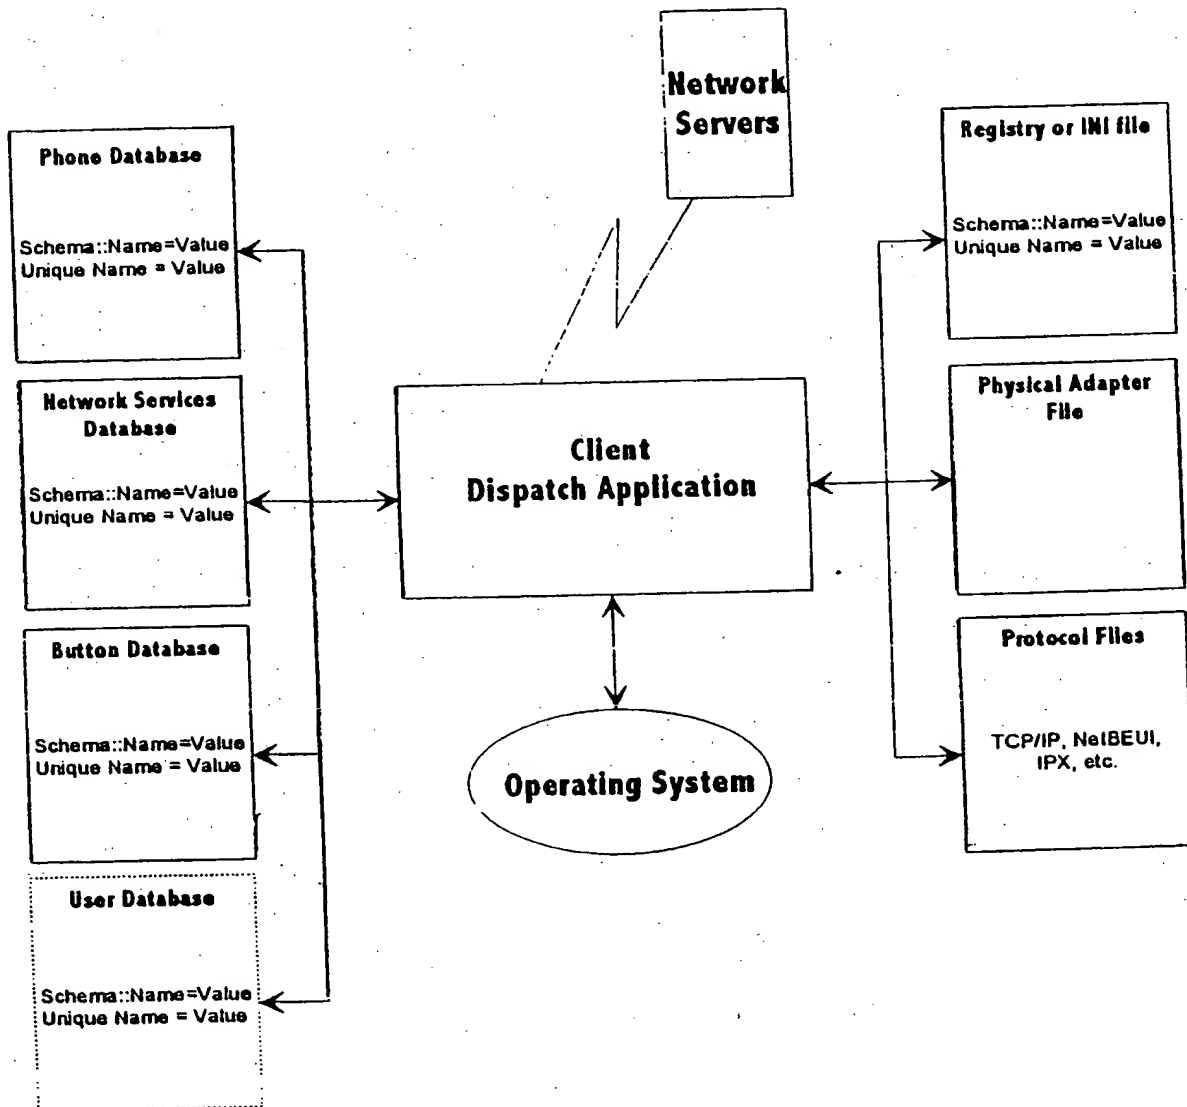 Network
Servers
Phone Database
Schema::Name=Value
Unique Name = Value
Network Services
Database
Schema::Name=Value
Unique Name = Value
Button Database
Schema::Name=Value
Unique Name = Value
User Database
Schema::Name=Value
Unique Name = Value
Client
Dispatch Application
Operating System
Registry or INI file
Schema::Name=Value
Unique Name = Value
Physical Adapter
File
Protocol Files
TCP/IP, NetBEUI,
IPX, etc.